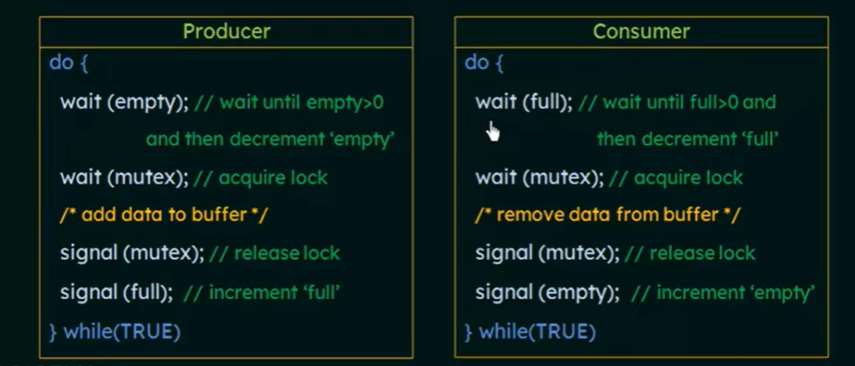 Producer
do {
wait (empty); // wait until empty>0
and then decrement ‘empty’
wait (mutex); // acquire lock
/* add data to buffer */
signal (mutex); // release lock
signal (full); // increment ‘full’
} while(TRUE)
Consumer
do {
wait (full); // wait until full>0 and
then decrement ‘full’
wait (mutex); // acquire lock
/* remove data from buffer */
signal (mutex); // release lock
signal (empty); // increment ‘empty’
} while(TRUE)